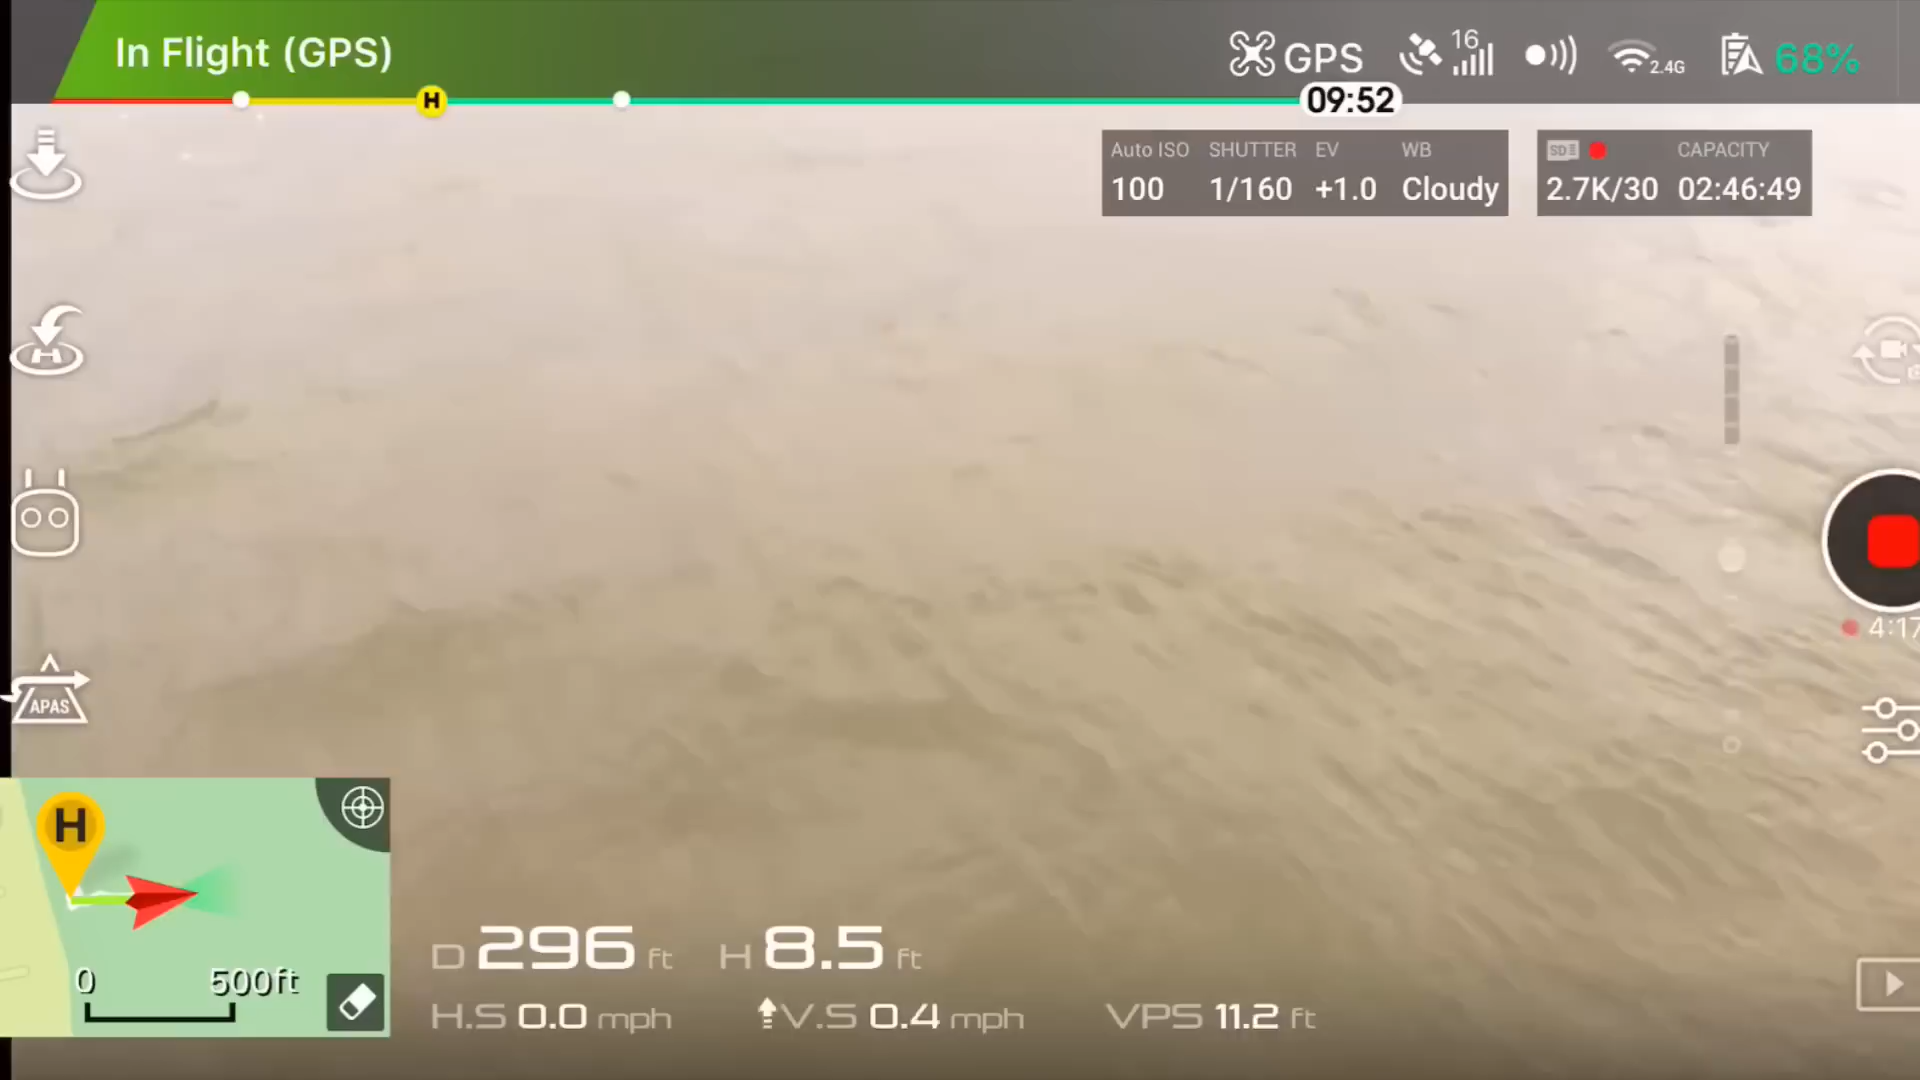 In Flight (GPS)
GPS
16
2.4G
68%
H
09:52
Auto ISO SHUTTER EV WB
100 1/160 +1.0 Cloudy
SD CAPACITY
2.7K/30 02:46:49
H
4:17
APAS
H
0 500ft
D 296 ft H 8.5 ft
H.S 0.0 mph V.S 0.4 mph VPS 11.2 ft